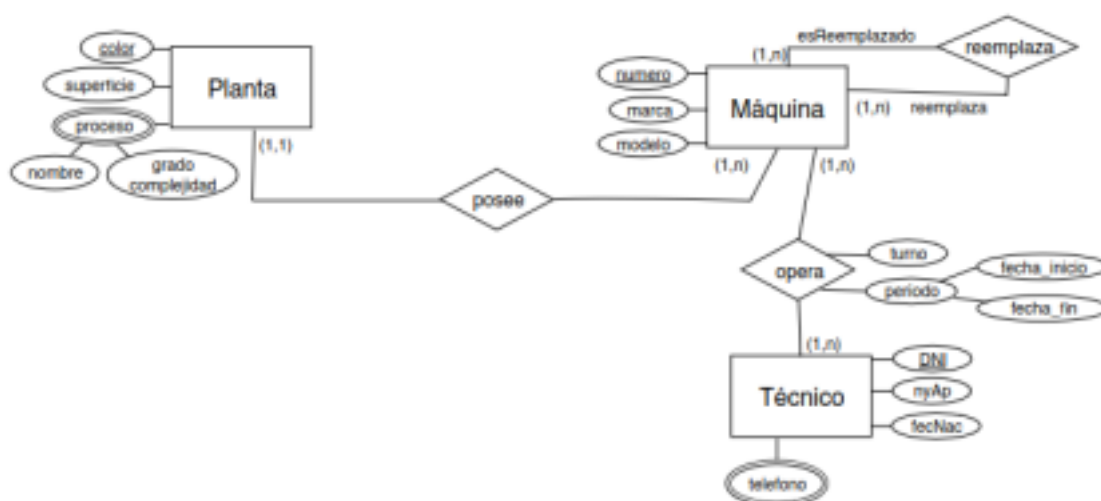 color
superficie
proceso
nombre
grado
complejidad
Planta
(1,1)
posee
esReemplazado
reemplaza
(1,n)
numero
marca
modelo
Máquina
(1,n)
reemplaza
(1,n)
(1,n)
opera
turno
periodo
fecha_inicio
fecha_fin
(1,n)
Técnico
DNI
nyAp
fecNac
telefono